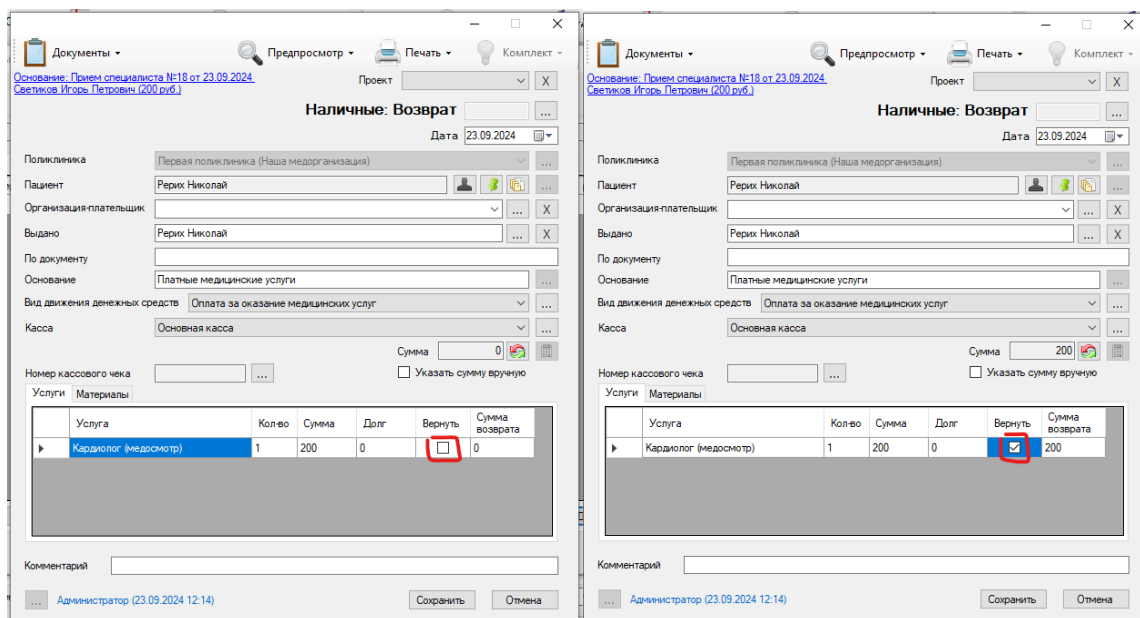 Документы Предпросмотр Печать Комплект
Основание: Прием специалиста №18 от 23.09.2024 Проект X
Светиков Игорь Петрович (200 руб.)
Наличные: Возврат ...
Дата 23.09.2024
Поликлиника Первая поликлиника (Наша медорганизация) ...
Пациент Рерих Николай ...
Организация-плательщик ... X
Выдано Рерих Николай ... X
По документу
Основание Платные медицинские услуги ...
Вид движения денежных средств Оплата за оказание медицинских услуг ...
Касса Основная касса ...
Сумма 0
Номер кассового чека ... Указать сумму вручную
Услуги Материалы
Услуга Кол-во Сумма Долг Вернуть Сумма возврата
Кардиолог (медосмотр) 1 200 0 0
Комментарий
... Администратор (23.09.2024 12:14) Сохранить Отмена
Документы Предпросмотр Печать Комплект
Основание: Прием специалиста №18 от 23.09.2024 Проект X
Светиков Игорь Петрович (200 руб.)
Наличные: Возврат ...
Дата 23.09.2024
Поликлиника Первая поликлиника (Наша медорганизация) ...
Пациент Рерих Николай ...
Организация-плательщик ... X
Выдано Рерих Николай ... X
По документу
Основание Платные медицинские услуги ...
Вид движения денежных средств Оплата за оказание медицинских услуг ...
Касса Основная касса ...
Сумма 200
Номер кассового чека ... Указать сумму вручную
Услуги Материалы
Услуга Кол-во Сумма Долг Вернуть Сумма возврата
Кардиолог (медосмотр) 1 200 0 200
Комментарий
... Администратор (23.09.2024 12:14) Сохранить Отмена